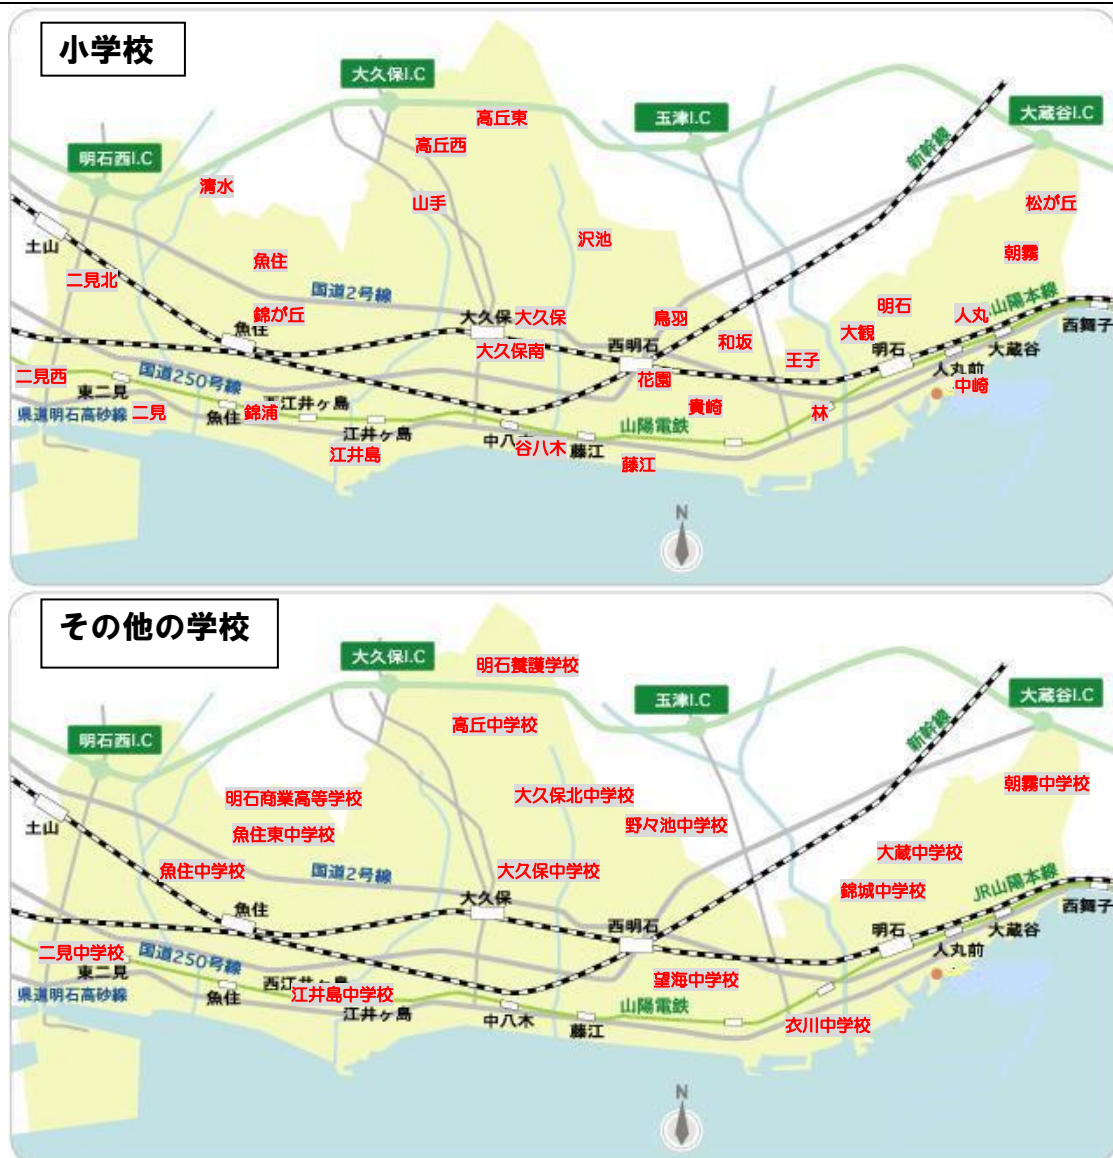 小学校
大久保I.C
高丘東
玉津I.C
大蔵谷I.C
高丘西
明石西I.C
新幹線
清水
山手
松が丘
沢池
土山
朝霧
魚住
二見北
国道2号線
明石
山陽本線
錦が丘
大久保
大久保
鳥羽
人丸
西舞子
魚住
大観
和坂
大久保南
西明石
明石
大蔵谷
王子
二見西
国道250号線
花園
人丸前
東二見
中崎
西江井ヶ島
県道明石高砂線
二見
魚住
錦浦
貴崎
林
江井ヶ島
山陽電鉄
中八木
谷八木
藤江
江井島
藤江
N
その他の学校
大久保I.C
明石養護学校
玉津I.C
大蔵谷I.C
高丘中学校
明石西I.C
新幹線
朝霧中学校
明石商業高等学校
大久保北中学校
野々池中学校
土山
魚住東中学校
大蔵中学校
魚住中学校
国道2号線
大久保中学校
JR山陽本線
錦城中学校
大久保
西舞子
魚住
西明石
明石
大蔵谷
二見中学校
国道250号線
人丸前
東二見
望海中学校
西江井ヶ島
県道明石高砂線
魚住
江井島中学校
山陽電鉄
江井ヶ島
中八木
藤江
衣川中学校
N